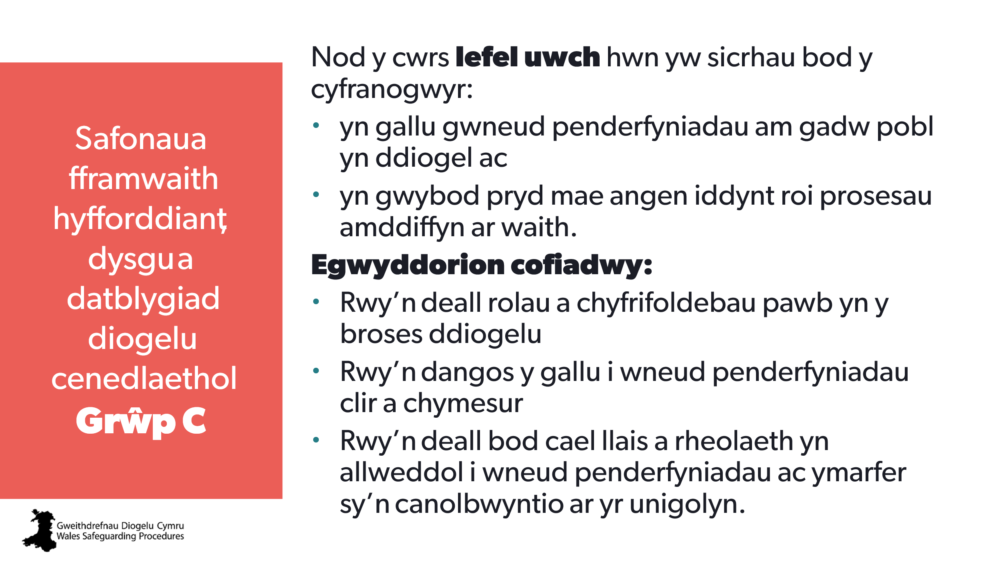 Safonaua
fframwaith
hyfforddiant,
dysgu a
datblygiad
diogelu
cenedlaethol
Grŵp C
Nod y cwrs lefel uwch hwn yw sicrhau bod y
cyfranogwyr:
• yn gallu gwneud penderfyniadau am gadw pobl
yn ddiogel ac
• yn gwybod pryd mae angen iddynt roi prosesau
amddiffyn ar waith.
Egwyddorion cofiadwy:
• Rwy’n deall rolau a chyfrifoldebau pawb yn y
broses ddiogelu
• Rwy’n dangos y gallu i wneud penderfyniadau
clir a chymesur
• Rwy’n deall bod cael llais a rheolaeth yn
allweddol i wneud penderfyniadau ac ymarfer
sy’n canolbwyntio ar yr unigolyn.
Gweithdrefnau Diogelu Cymru
Wales Safeguarding Procedures